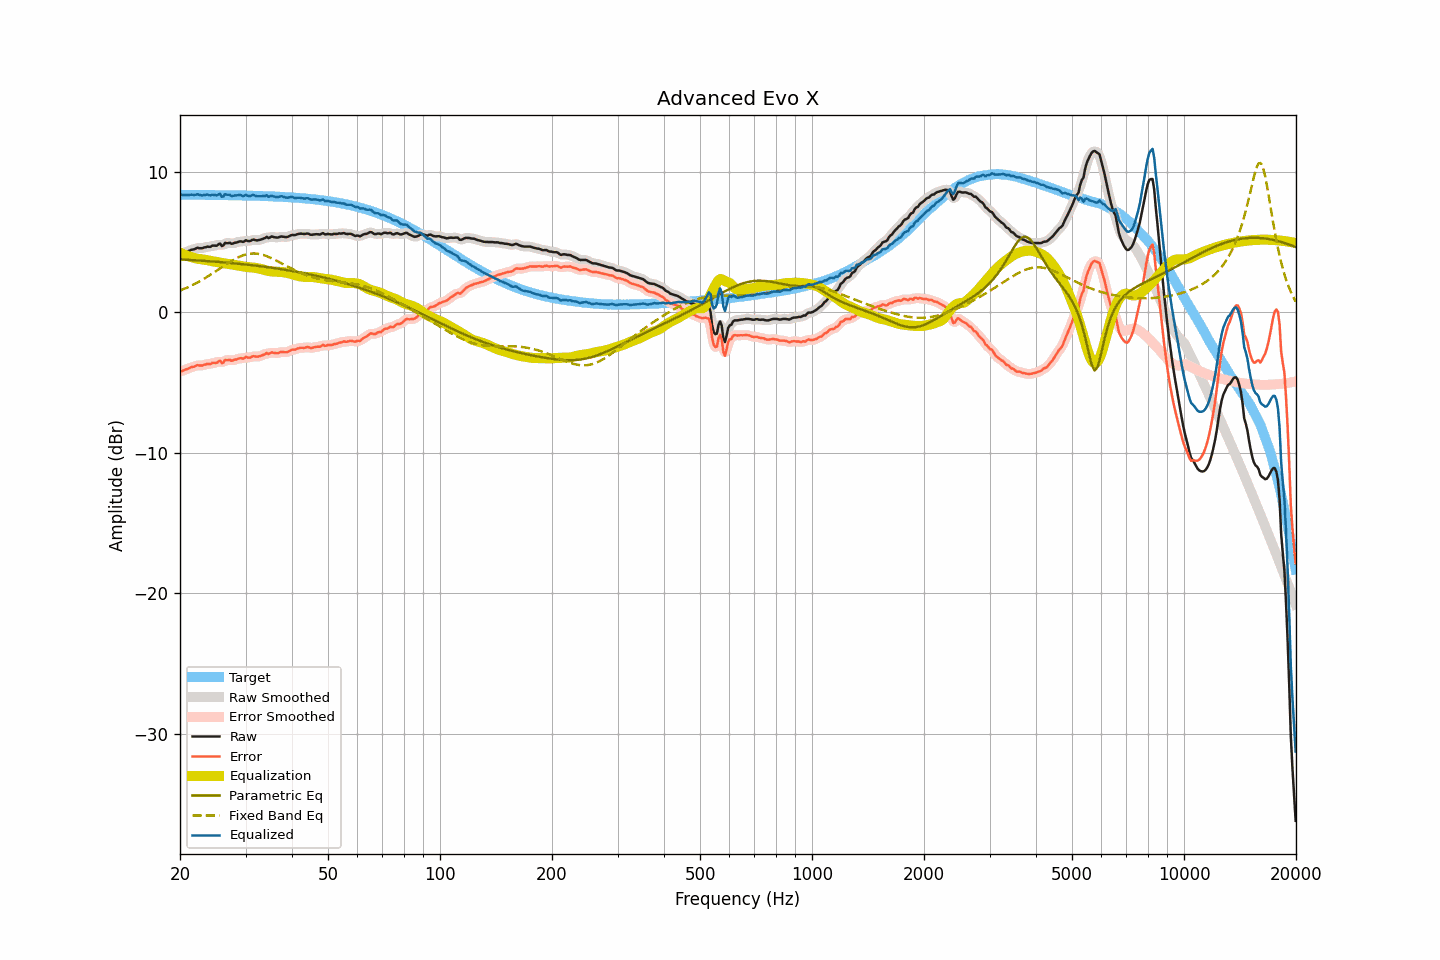 Advanced Evo X
10
0
−10
−20
−30
Amplitude (dBr)
Target
Raw Smoothed
Error Smoothed
Raw
Error
Equalization
Parametric Eq
Fixed Band Eq
Equalized
20 50 100 200 500 1000 2000 5000 10000 20000
Frequency (Hz)